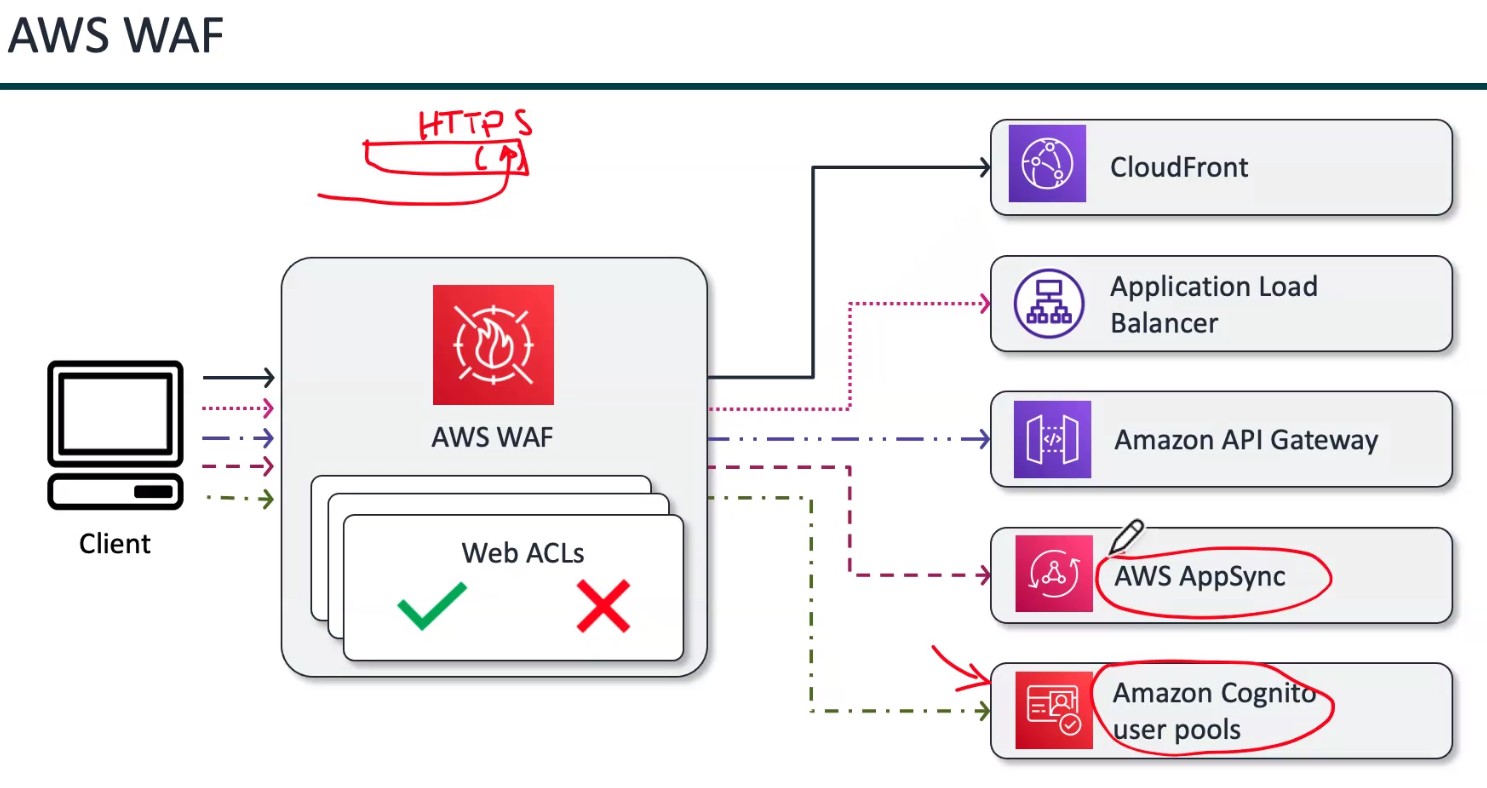 AWS WAF
HTTPS
CloudFront
Application Load
Balancer
AWS WAF
Amazon API Gateway
Web ACLs
Client
AWS AppSync
Amazon Cognito
user pools